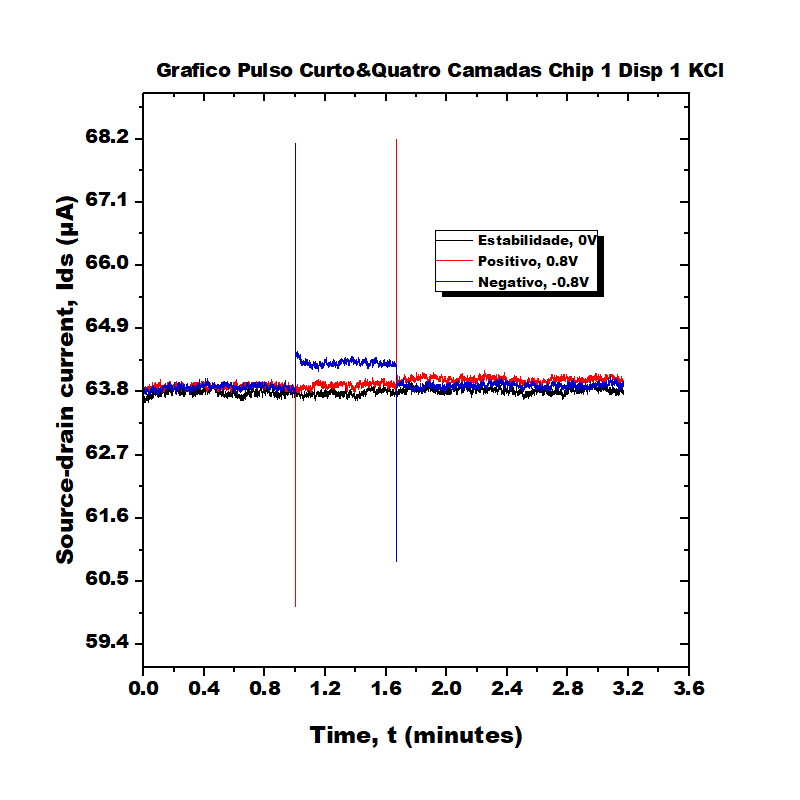 Grafico Pulso Curto&Quatro Camadas Chip 1 Disp 1 KCl
68.2
67.1
66.0
64.9
63.8
62.7
61.6
60.5
59.4
Source-drain current, Ids (µA)
Estabilidade, 0V
Positivo, 0.8V
Negativo, -0.8V
0.0 0.4 0.8 1.2 1.6 2.0 2.4 2.8 3.2 3.6
Time, t (minutes)